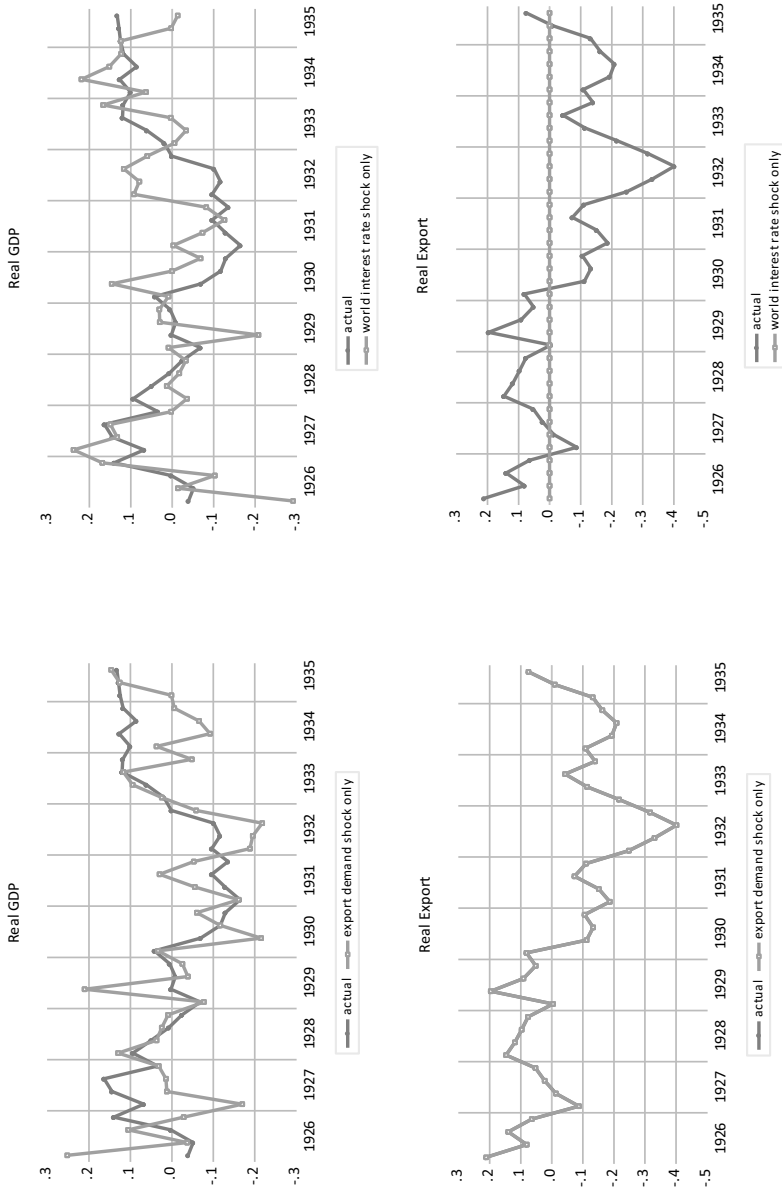 Real GDP
.3
.2
.1
.0
-.1
-.2
-.3
1926 1927 1928 1929 1930 1931 1932 1933 1934 1935
actual export demand shock only
Real GDP
.3
.2
.1
.0
-.1
-.2
-.3
1926 1927 1928 1929 1930 1931 1932 1933 1934 1935
actual
world interest rate shock only
Real Export
.3
.2
.1
.0
-.1
-.2
-.3
-.4
-.5
1926 1927 1928 1929 1930 1931 1932 1933 1934 1935
actual export demand shock only
Real Export
.3
.2
.1
.0
-.1
-.2
-.3
-.4
-.5
1926 1927 1928 1929 1930 1931 1932 1933 1934 1935
actual
world interest rate shock only